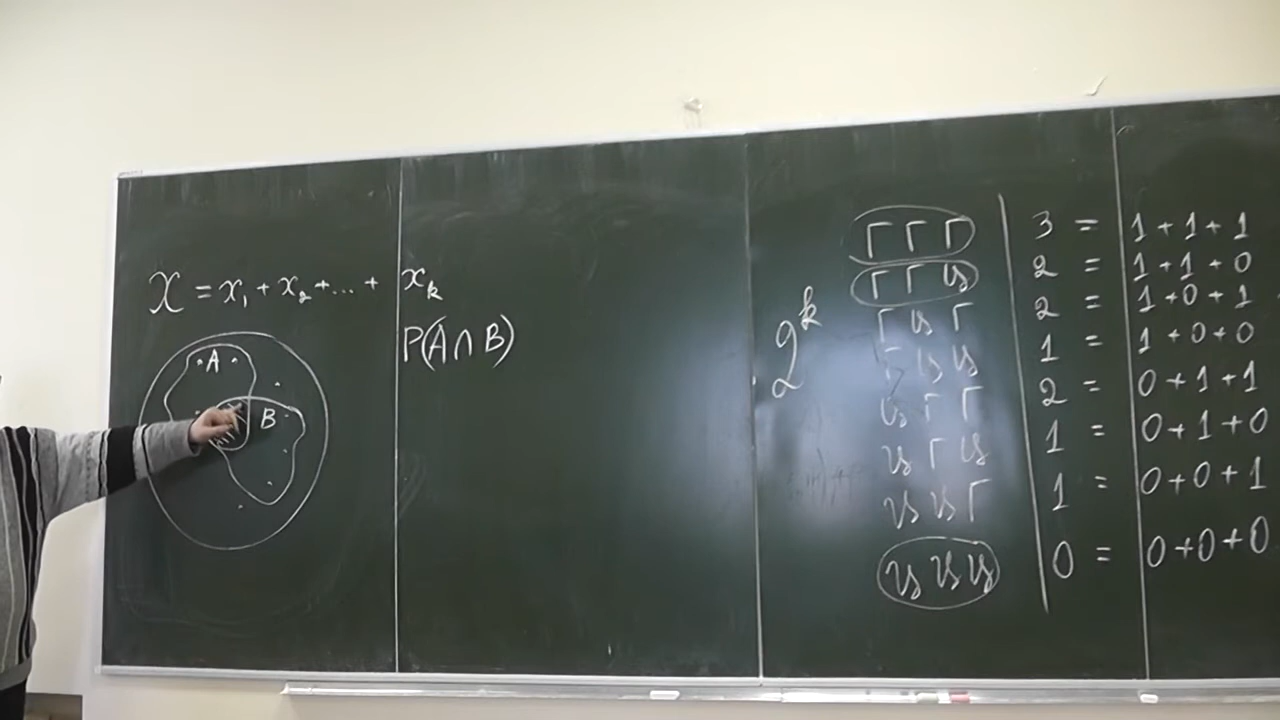 X = x₁ + x₂ + ... + xₖ
P(A ∩ B)
A
B
2ᵏ
Г Г Г | 3 = 1 + 1 + 1
Г Г ц | 2 = 1 + 1 + 0
Г ц Г | 2 = 1 + 0 + 1
Г ц ц | 1 = 1 + 0 + 0
ц Г Г | 2 = 0 + 1 + 1
ц Г ц | 1 = 0 + 1 + 0
ц ц Г | 1 = 0 + 0 + 1
ц ц ц | 0 = 0 + 0 + 0